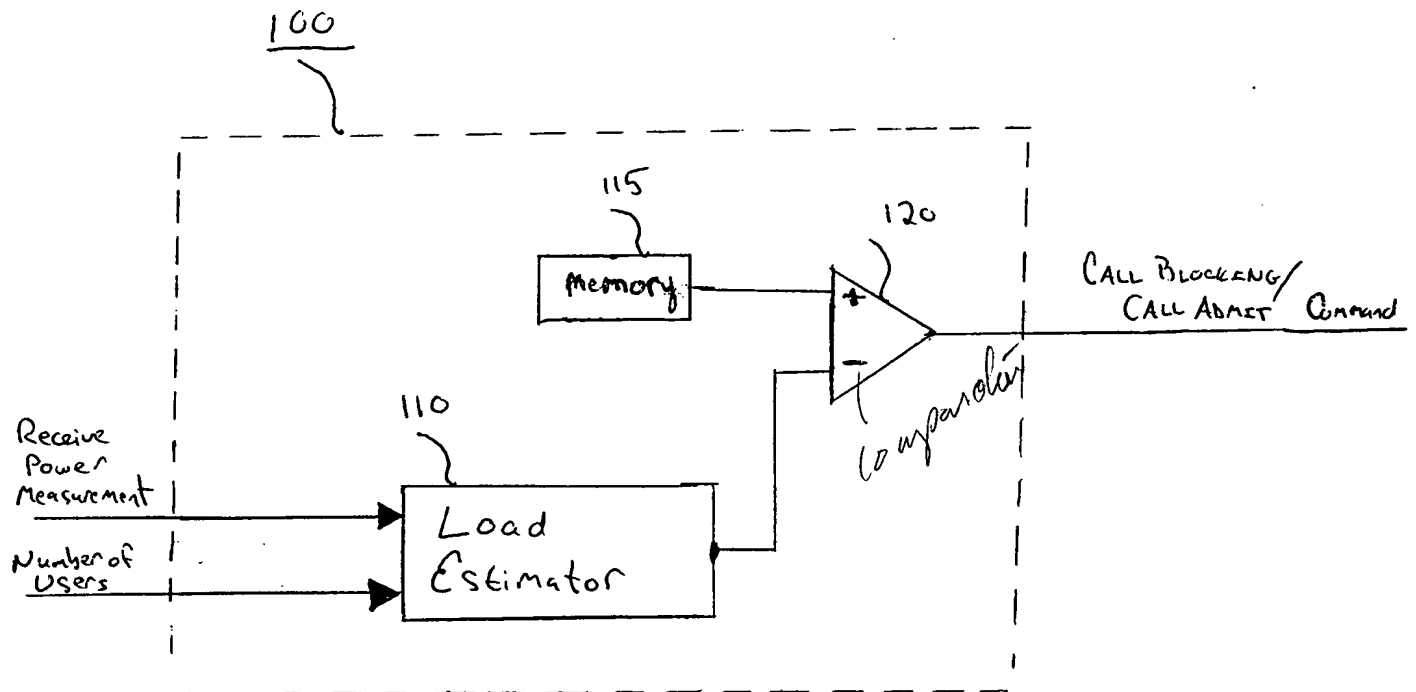 100
115
Memory
120
+
−
Comparator
CALL BLOCKING/
CALL ADMIT Command
110
Receive
Power
Measurement
Number of
Users
Load
Estimator